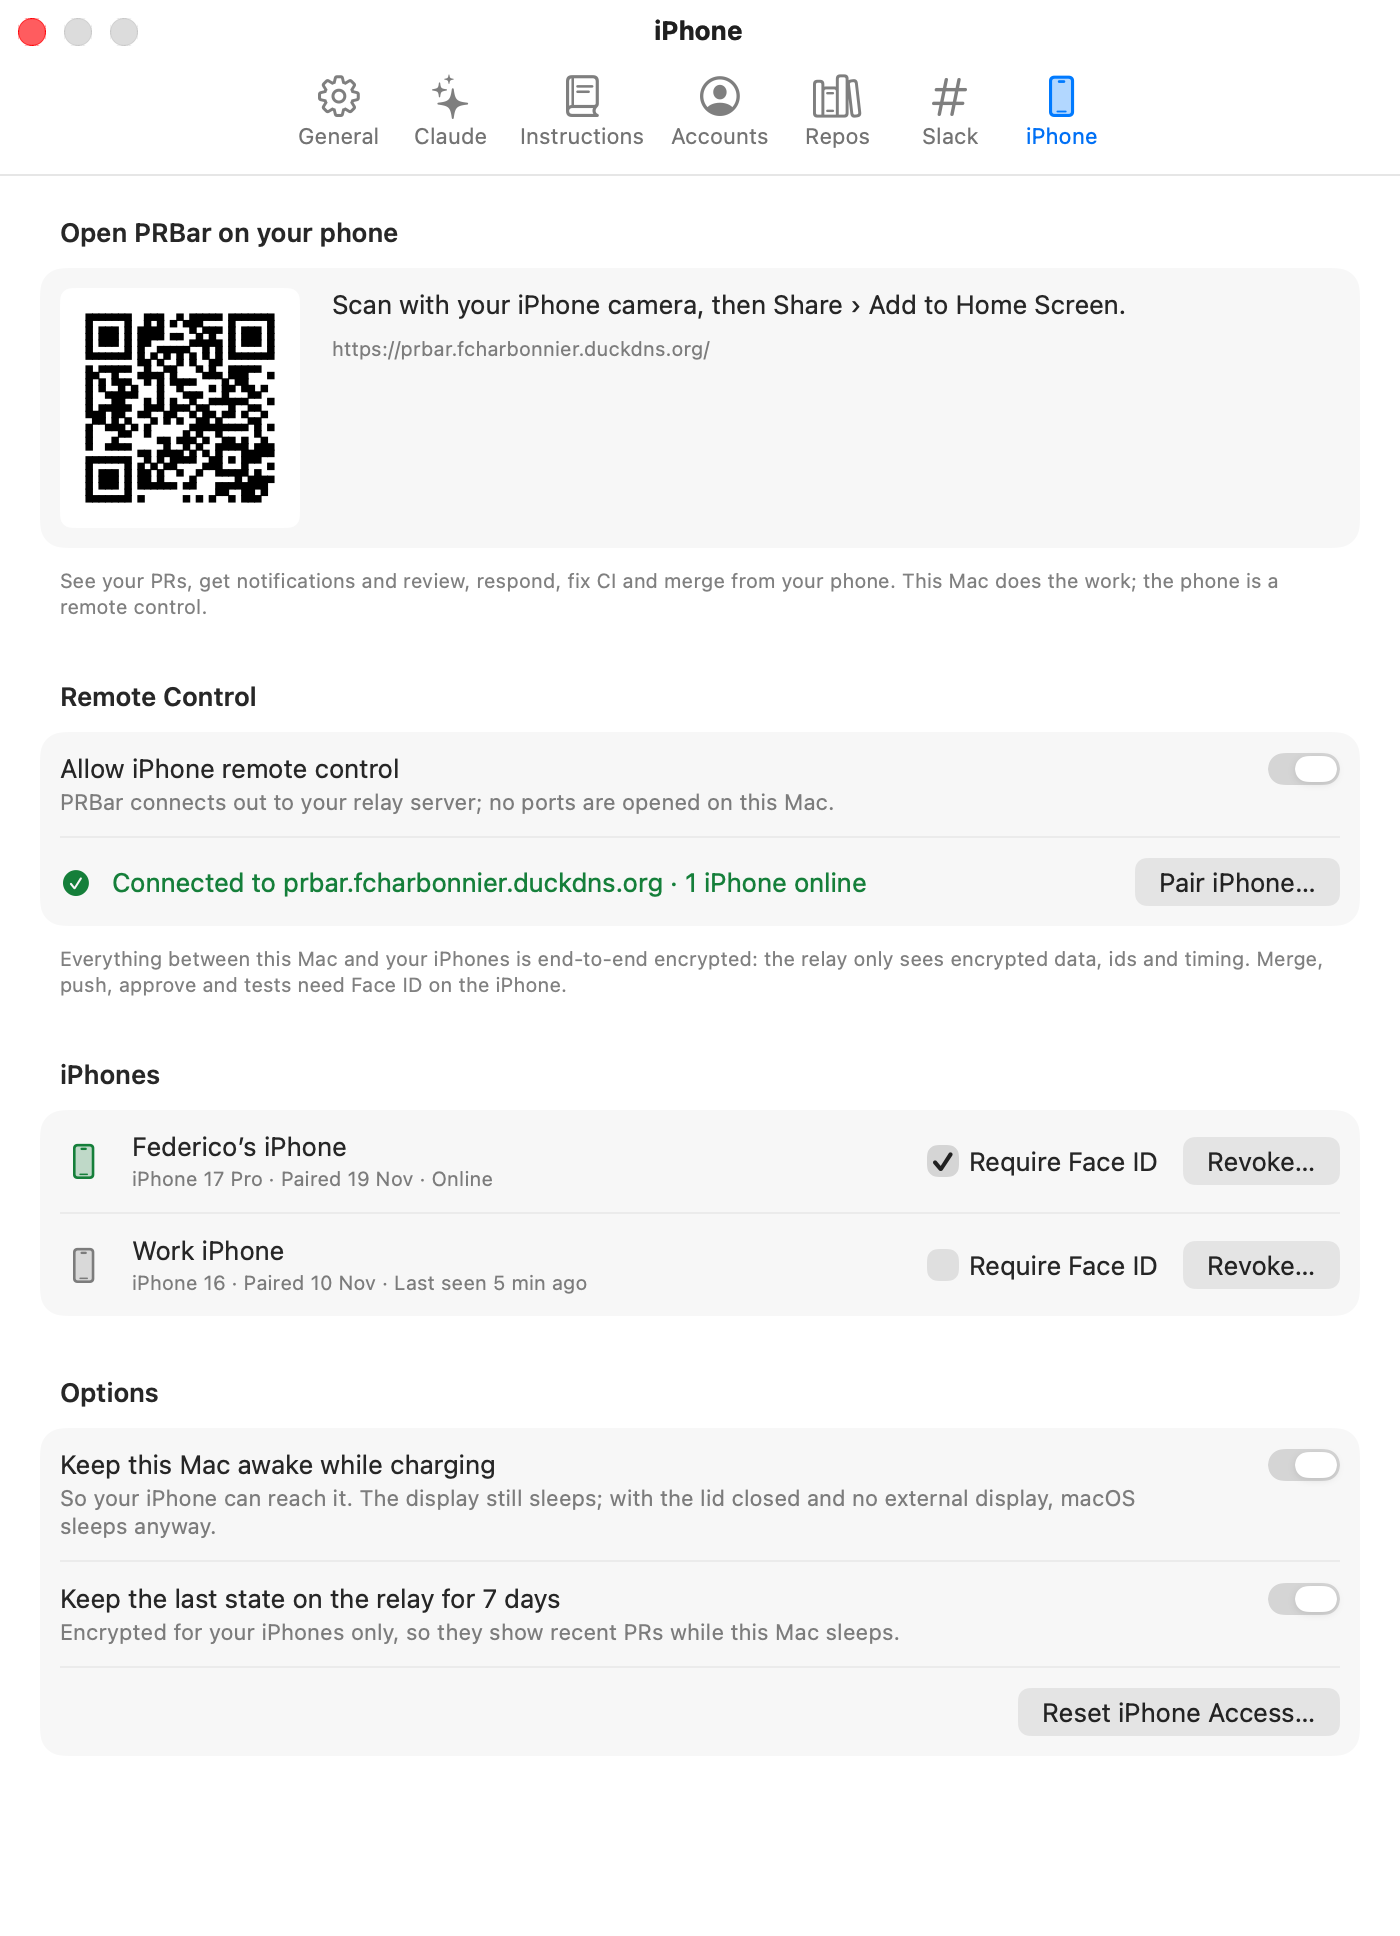 iPhone
General
Claude
Instructions
Accounts
Repos
Slack
iPhone
Open PRBar on your phone
Scan with your iPhone camera, then Share › Add to Home Screen.
https://prbar.fcharbonnier.duckdns.org/
See your PRs, get notifications and review, respond, fix CI and merge from your phone. This Mac does the work; the phone is a
remote control.
Remote Control
Allow iPhone remote control
PRBar connects out to your relay server; no ports are opened on this Mac.
Connected to prbar.fcharbonnier.duckdns.org · 1 iPhone online
Pair iPhone...
Everything between this Mac and your iPhones is end-to-end encrypted: the relay only sees encrypted data, ids and timing. Merge,
push, approve and tests need Face ID on the iPhone.
iPhones
Federico’s iPhone
iPhone 17 Pro · Paired 19 Nov · Online
Require Face ID
Revoke...
Work iPhone
iPhone 16 · Paired 10 Nov · Last seen 5 min ago
Require Face ID
Revoke...
Options
Keep this Mac awake while charging
So your iPhone can reach it. The display still sleeps; with the lid closed and no external display, macOS
sleeps anyway.
Keep the last state on the relay for 7 days
Encrypted for your iPhones only, so they show recent PRs while this Mac sleeps.
Reset iPhone Access...